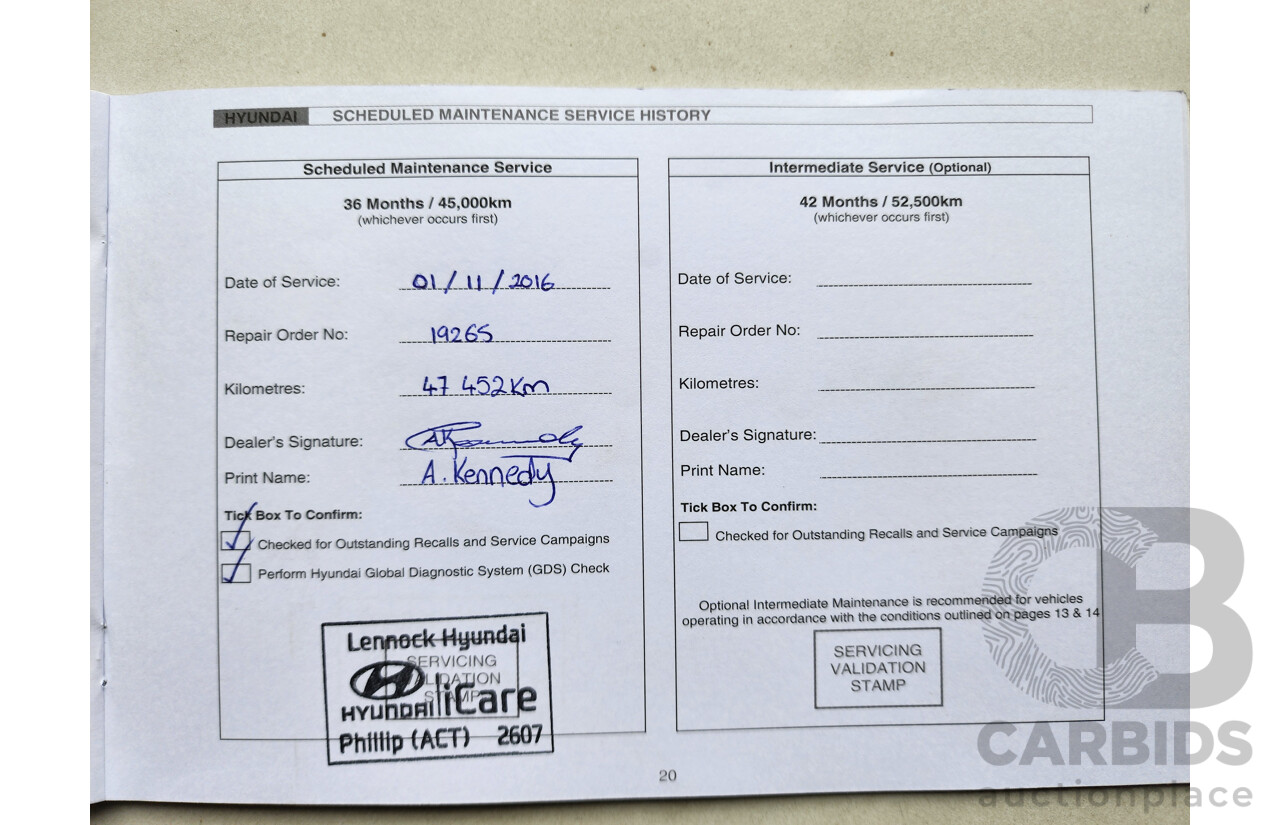 HYUNDAI SCHEDULED MAINTENANCE SERVICE HISTORY
Scheduled Maintenance Service
36 Months / 45,000km
(whichever occurs first)
Date of Service: 01/11/2016
Repair Order No: 19265
Kilometres: 47 452Km
Dealer's Signature: AKennedy
Print Name: A. Kennedy
Tick Box To Confirm:
Checked for Outstanding Recalls and Service Campaigns
Perform Hyundai Global Diagnostic System (GDS) Check
SERVICING
VALIDATION
STAMP
Lennock Hyundai
HYUNDAI iCare
Phillip (ACT) 2607
Intermediate Service (Optional)
42 Months / 52,500km
(whichever occurs first)
Date of Service:
Repair Order No:
Kilometres:
Dealer's Signature:
Print Name:
Tick Box To Confirm:
Checked for Outstanding Recalls and Service Campaigns
Optional Intermediate Maintenance is recommended for vehicles
operating in accordance with the conditions outlined on pages 13 & 14
SERVICING
VALIDATION
STAMP
20
CB
CARBIDS
auctionplace